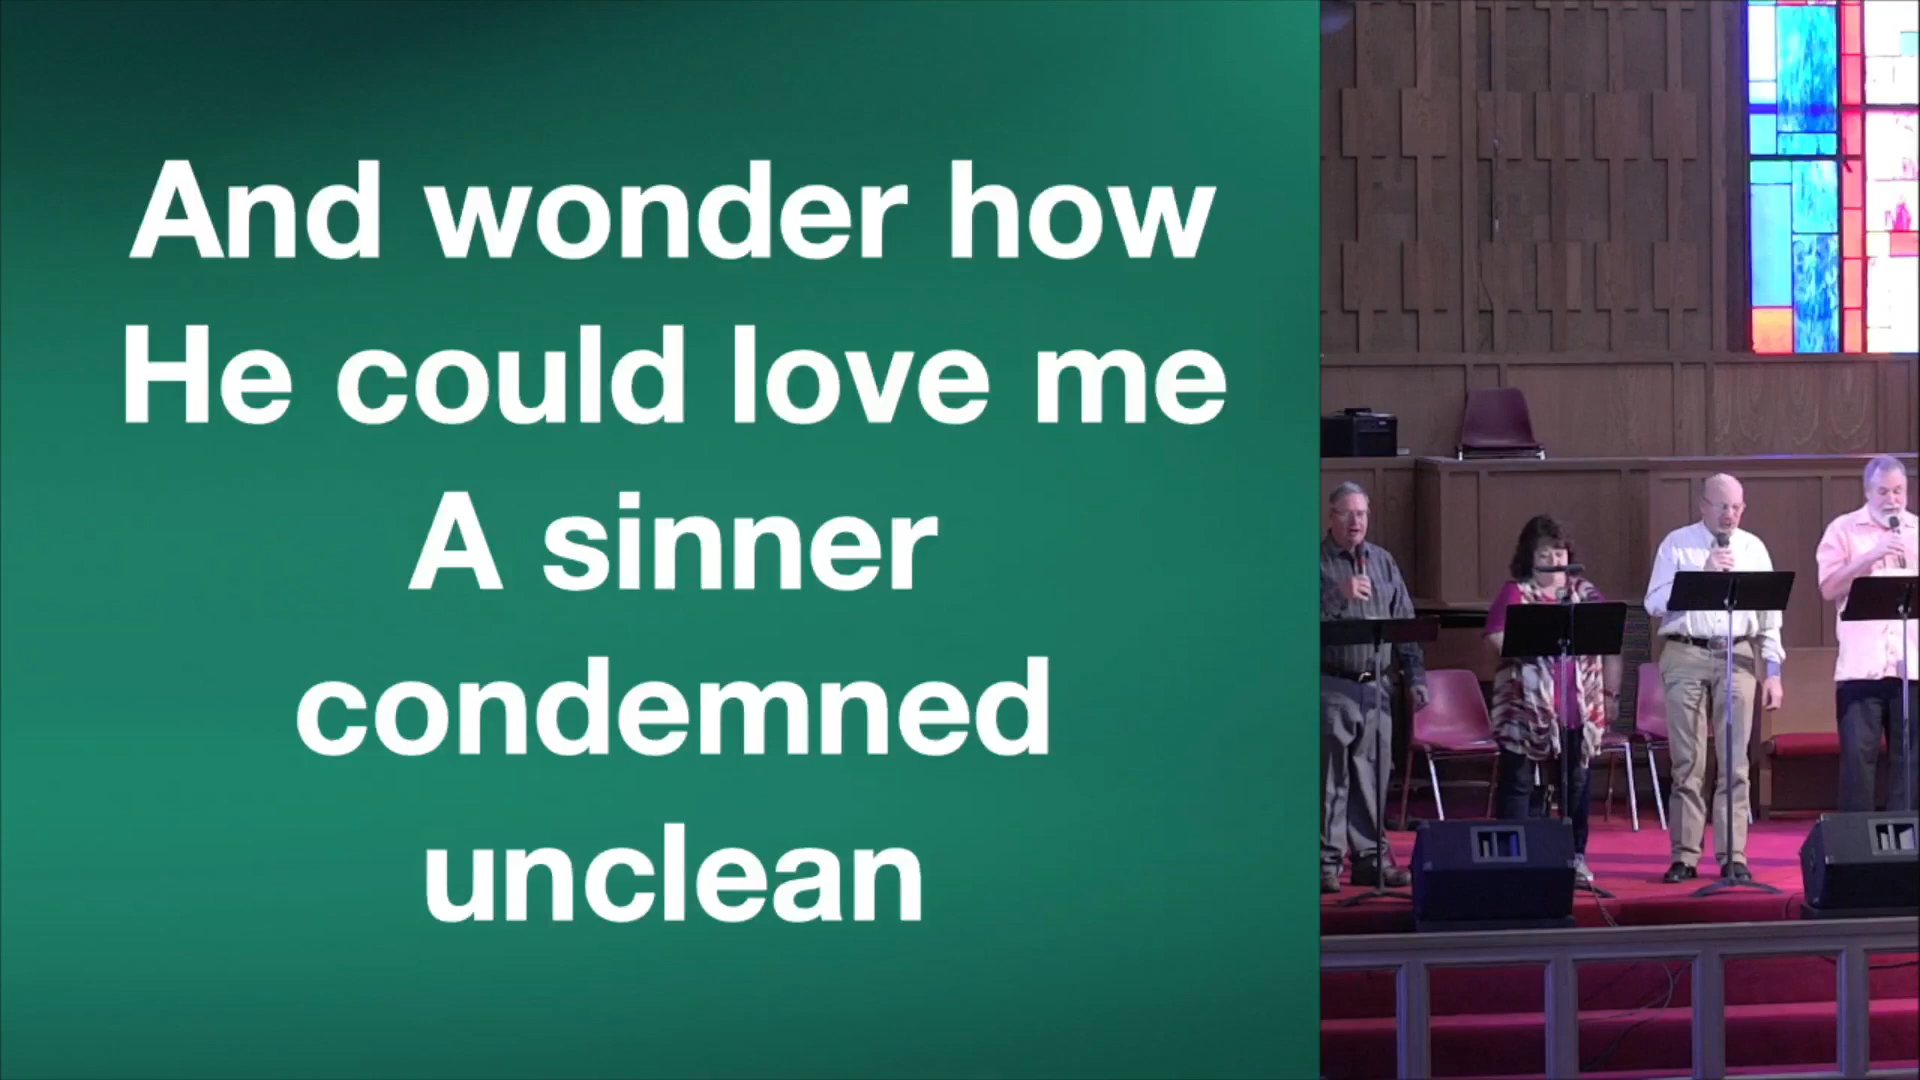 And wonder how
He could love me
A sinner
condemned
unclean